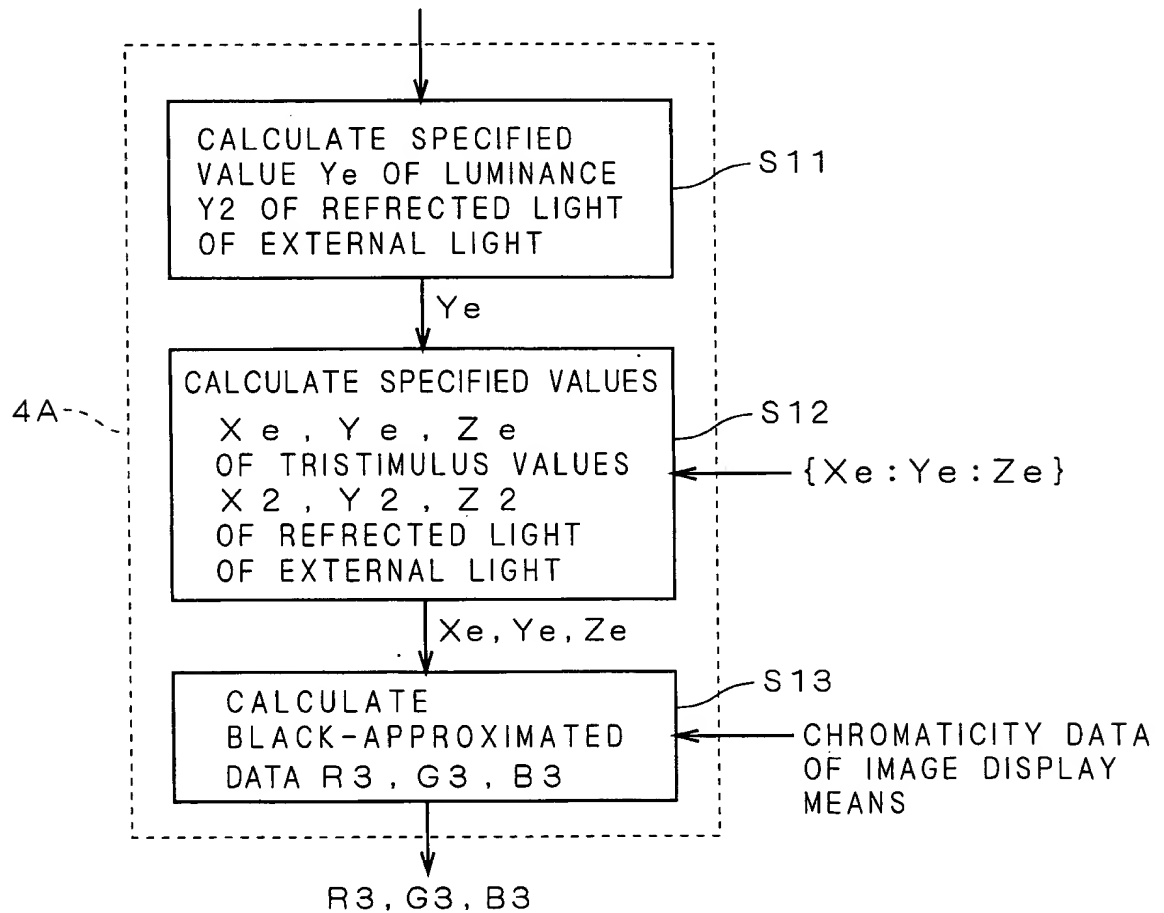 CALCULATE SPECIFIED
VALUE Ye OF LUMINANCE
Y2 OF REFRECTED LIGHT
OF EXTERNAL LIGHT
S11
Ye
CALCULATE SPECIFIED VALUES
Xe, Ye, Ze
OF TRISTIMULUS VALUES
X2, Y2, Z2
OF REFRECTED LIGHT
OF EXTERNAL LIGHT
4A
S12
{Xe:Ye:Ze}
Xe, Ye, Ze
CALCULATE
BLACK-APPROXIMATED
DATA R3, G3, B3
S13
CHROMATICITY DATA
OF IMAGE DISPLAY
MEANS
R3, G3, B3